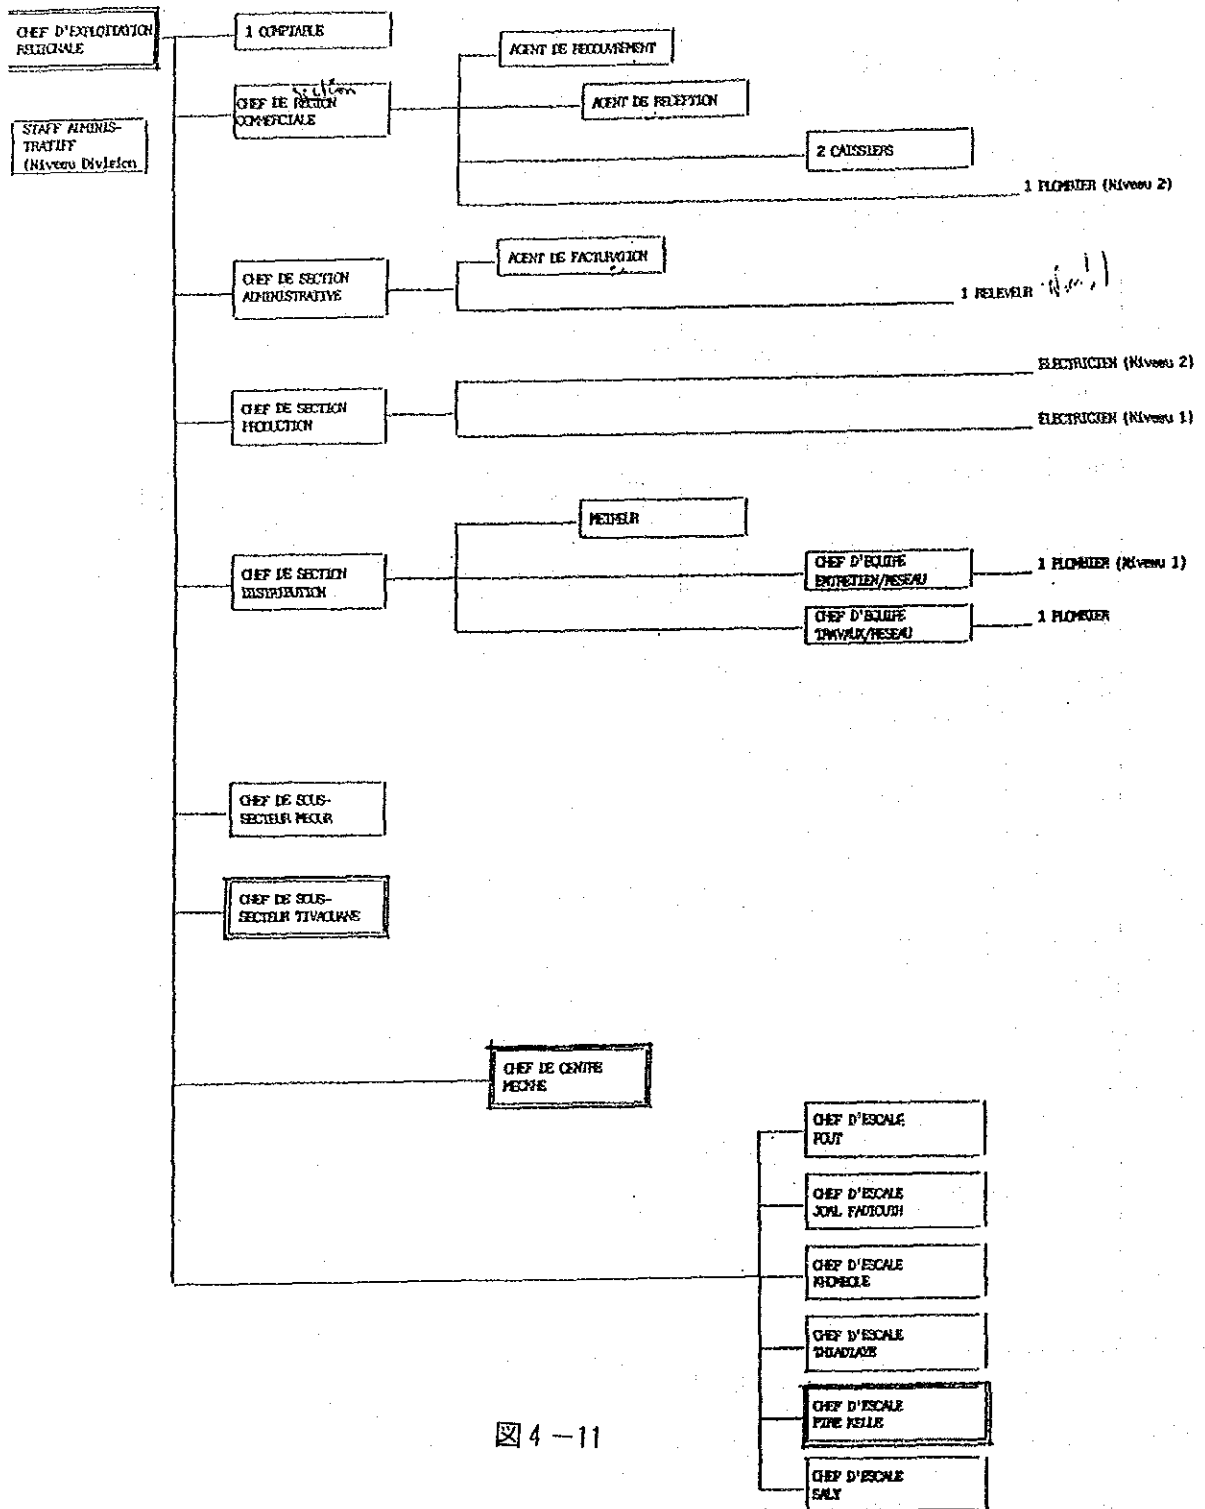 CHEF D'EXPLOITATION
REGIONALE
STAFF ADMINIS-
TRATIFF
(Niveau Division
1 COMPTABLE
section
CHEF DE REGION
COMMERCIALE
AGENT DE RECOUVREMENT
AGENT DE RECEPTION
2 CAISSIERS
1 PLOMBIER (Niveau 2)
CHEF DE SECTION
ADMINISTRATIVE
AGENT DE FACTURATION
1 RELEVEUR
CHEF DE SECTION
PRODUCTION
ELECTRICIEN (Niveau 2)
ELECTRICIEN (Niveau 1)
CHEF DE SECTION
DISTRIBUTION
METREUR
CHEF D'EQUIPE
ENTRETIEN/RESEAU
1 PLOMBIER (Niveau 1)
CHEF D'EQUIPE
TRAVAUX/RESEAU
1 PLOMBIER
CHEF DE SOUS-
SECTEUR MBOUR
CHEF DE SOUS-
SECTEUR TIVAOUANE
CHEF DE CENTRE
MECKHE
CHEF D'ESCALE
POUT
CHEF D'ESCALE
JOAL FADIOUTH
CHEF D'ESCALE
KHOMBOLE
CHEF D'ESCALE
THIADIAYE
CHEF D'ESCALE
PIRE KELLE
CHEF D'ESCALE
SALY
図4-11